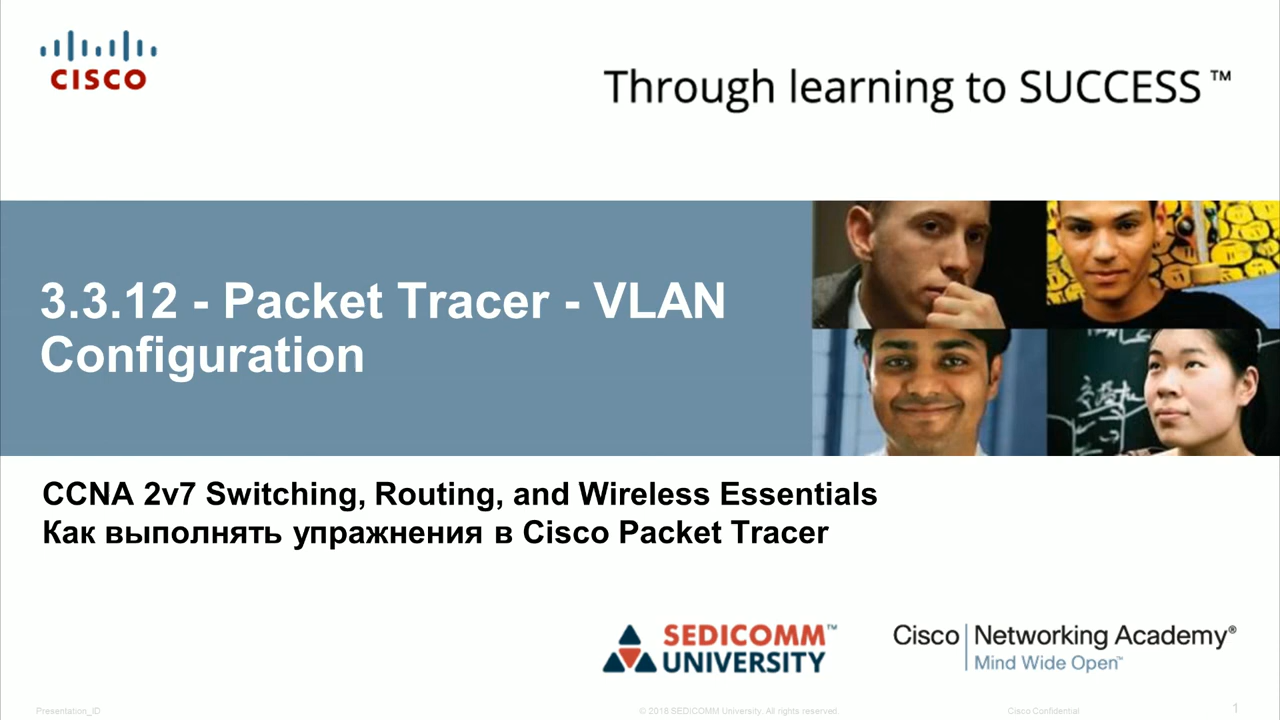 CISCO
Through learning to SUCCESS™
3.3.12 - Packet Tracer - VLAN
Configuration
CCNA 2v7 Switching, Routing, and Wireless Essentials
Как выполнять упражнения в Cisco Packet Tracer
SEDICOMM™
UNIVERSITY
Cisco Networking Academy®
Mind Wide Open™
Presentation_ID
© 2018 SEDICOMM University. All rights reserved.
Cisco Confidential
1